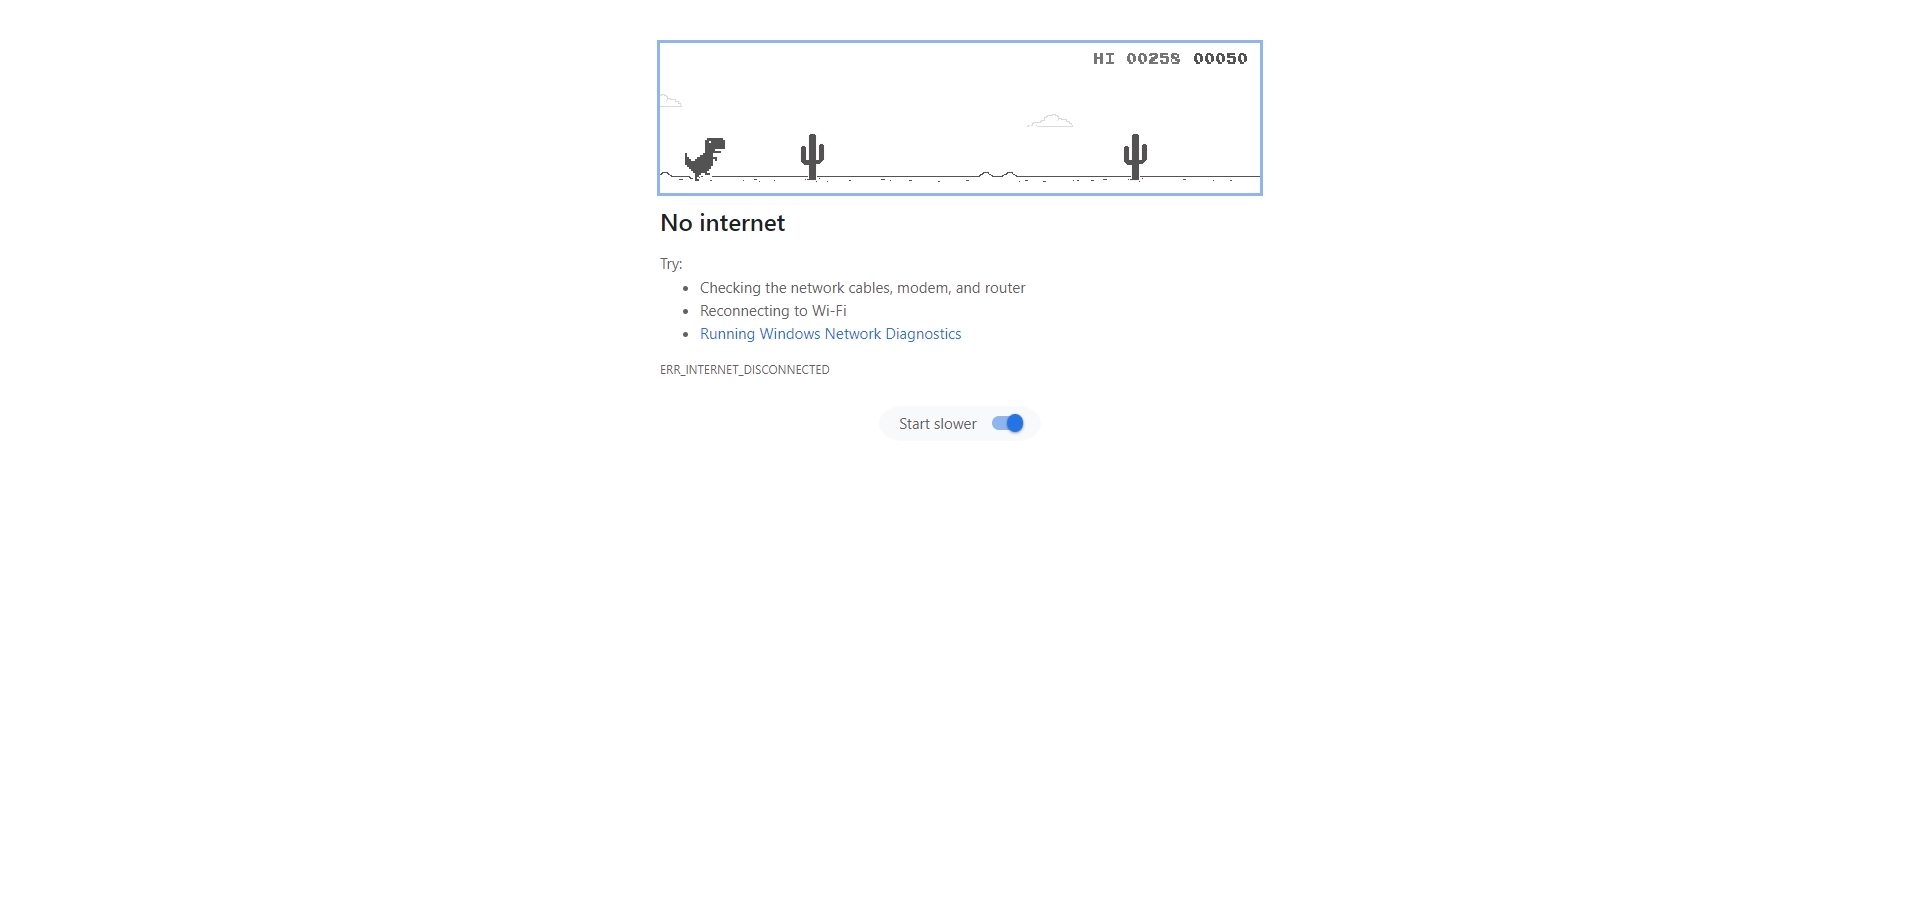 HI 00258 00050
No internet
Try:
Checking the network cables, modem, and router
Reconnecting to Wi-Fi
Running Windows Network Diagnostics
ERR_INTERNET_DISCONNECTED
Start slower